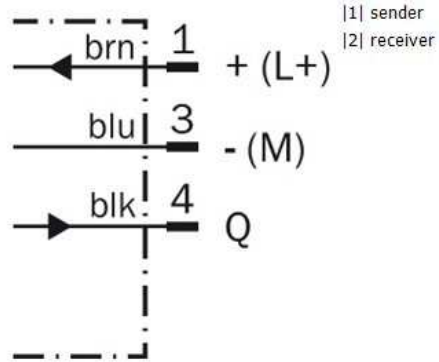 brn 1 + (L+)
blu 3 - (M)
blk 4 Q
|1| sender
|2| receiver